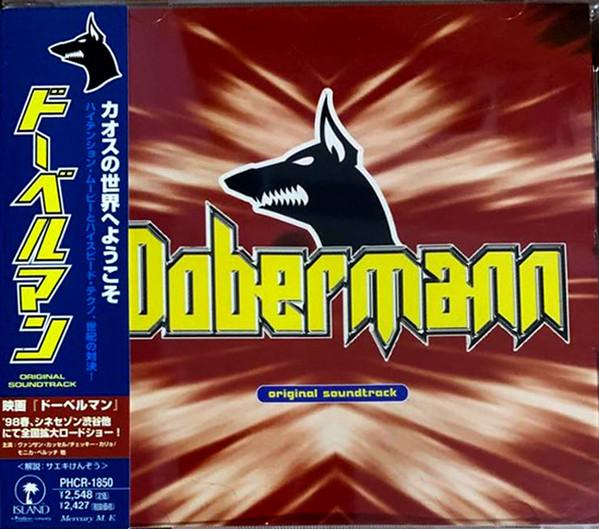 ドーベルマン
ORIGINAL
SOUNDTRACK
カオスの世界へようこそ
ハイテンション・ムービーとハイスピード・テクノ、世紀の対決!
映画『ドーベルマン』
'98春、シネセゾン渋谷他
にて全国拡大ロードショー!
主演:ヴァンサン・カッセル/チェッキー・カリョ/
モニカ・ベルッチ 他
<解説:サエキけんぞう>
ISLAND
PHCR-1850
¥2,548
¥2,427
Mercury M.E.
Dobermann
original soundtrack